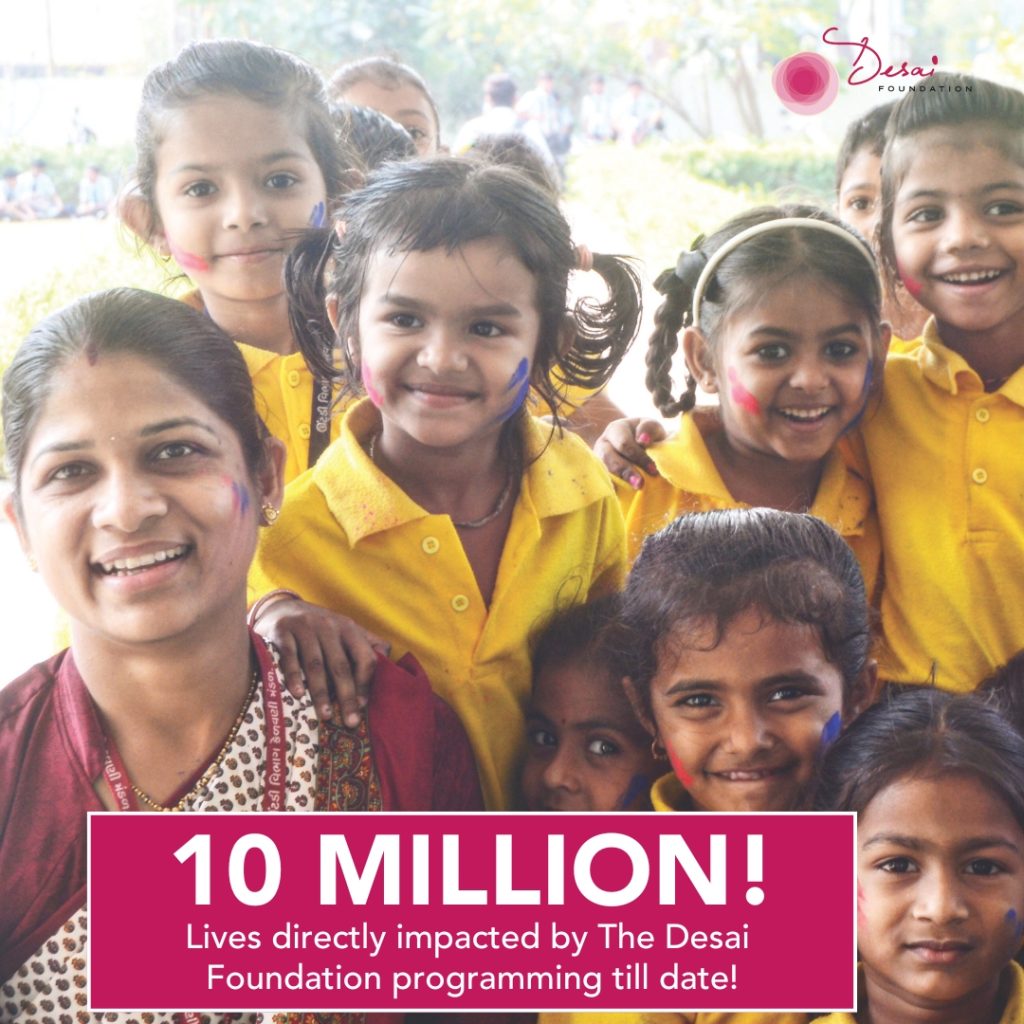 Desai
FOUNDATION
10 MILLION!
Lives directly impacted by The Desai
Foundation programming till date!